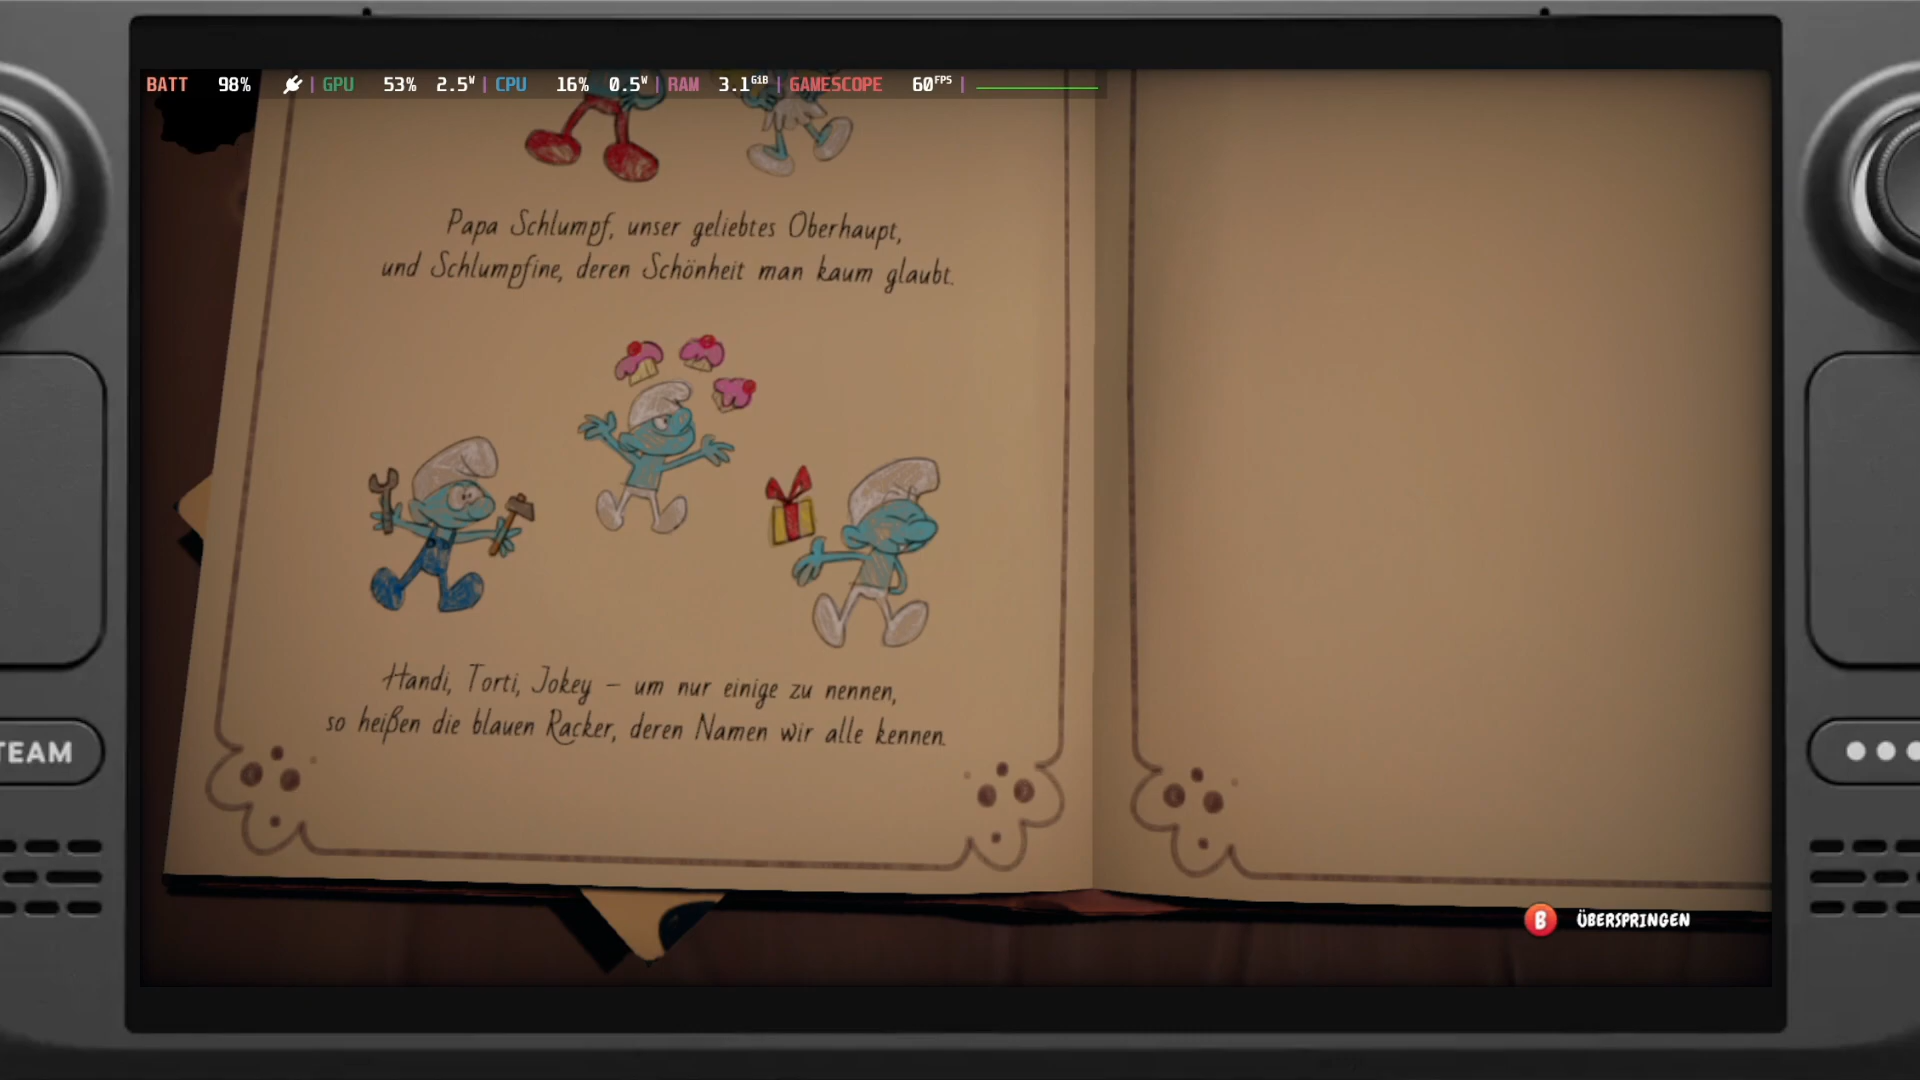 BATT 98% | GPU 53% 2.5W | CPU 16% 0.5W | RAM 3.1GiB | GAMESCOPE 60FPS |
Papa Schlumpf, unser geliebtes Oberhaupt,
und Schlumpfine, deren Schönheit man kaum glaubt.
Handi, Torti, Jokey – um nur einige zu nennen,
so heißen die blauen Racker, deren Namen wir alle kennen.
TEAM
B ÜBERSPRINGEN